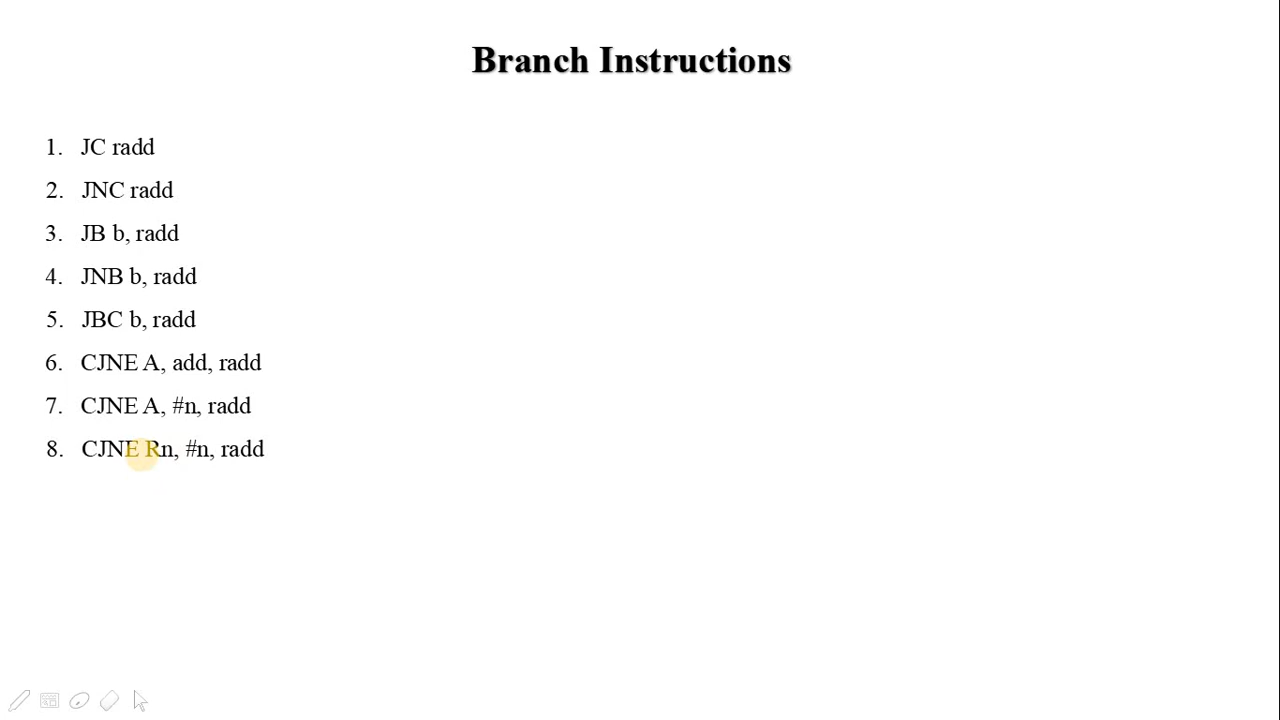 Branch Instructions
1. JC radd
2. JNC radd
3. JB b, radd
4. JNB b, radd
5. JBC b, radd
6. CJNE A, add, radd
7. CJNE A, #n, radd
8. CJNE Rn, #n, radd